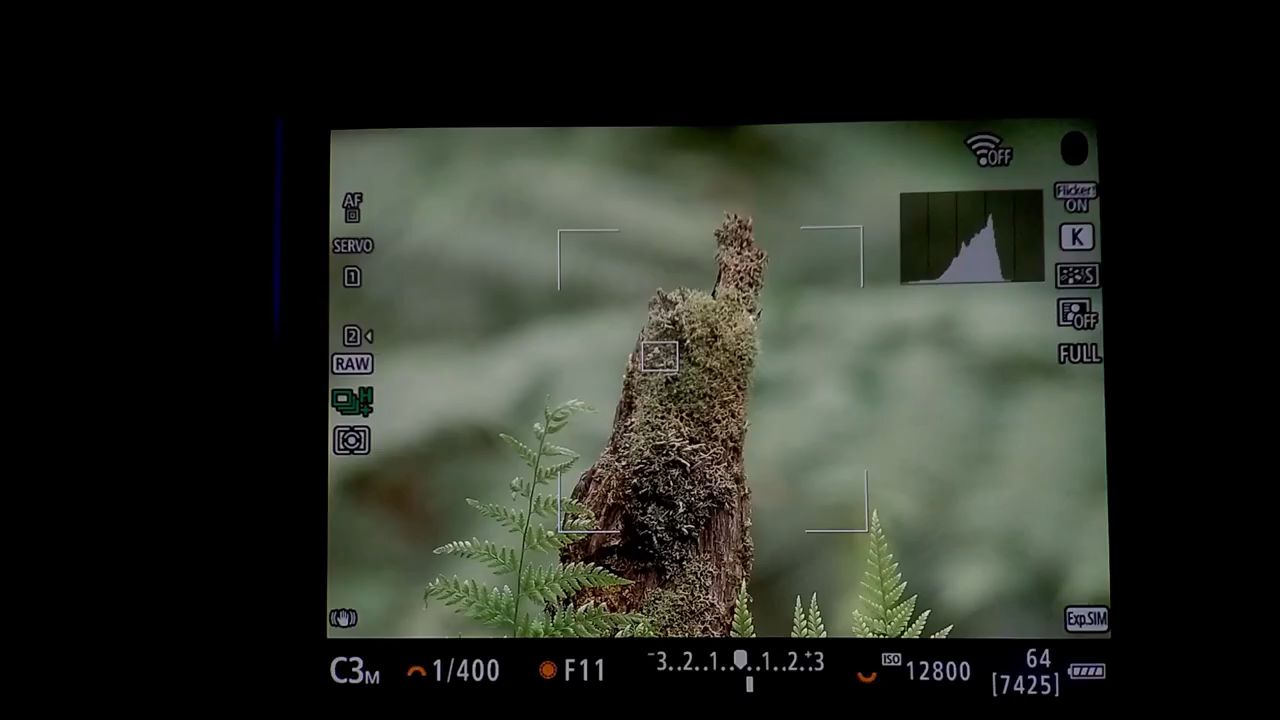 OFF
AF
Flicker!
ON
SERVO
K
1
S
OFF
2
RAW
FULL
H
+
Exp.SIM
C3M
1/400
F11
-3..2..1..▼..1..2..+3
ISO 12800
64
[7425]